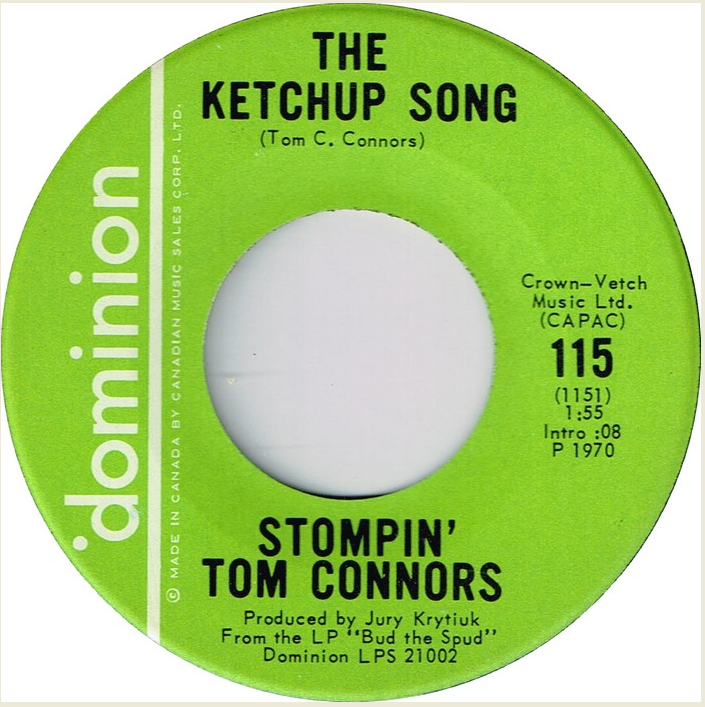 THE
KETCHUP SONG
(Tom C. Connors)
dominion
© MADE IN CANADA BY CANADIAN MUSIC SALES CORP. LTD.
Crown—Vetch
Music Ltd.
(CAPAC)
115
(1151)
1:55
Intro :08
P 1970
STOMPIN'
TOM CONNORS
Produced by Jury Krytiuk
From the LP "Bud the Spud"
Dominion LPS 21002